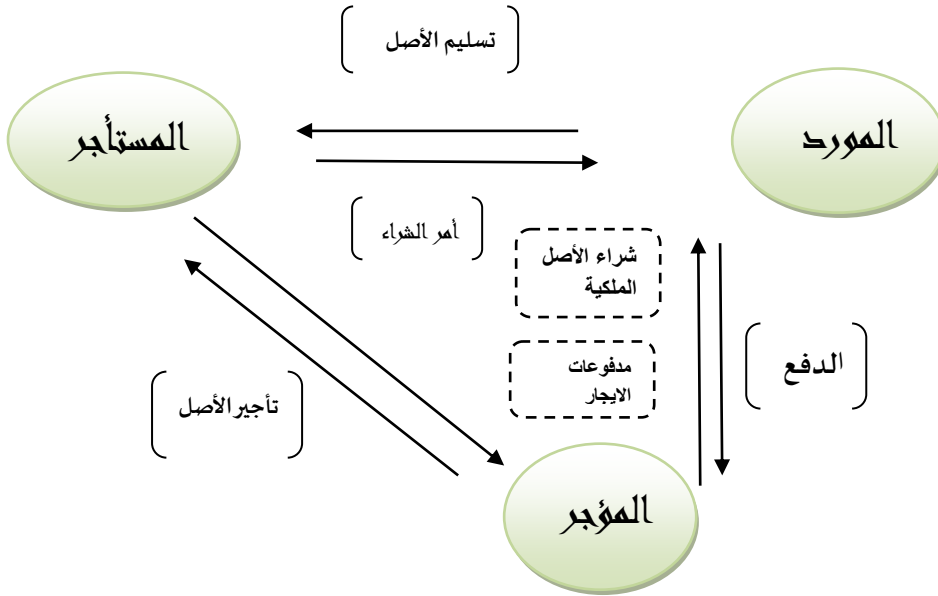 تسليم الأصل
المورد
المستأجر
أمر الشراء
شراء الأصل
الملكية
الدفع
مدفوعات
الايجار
تأجير الأصل
المؤجر